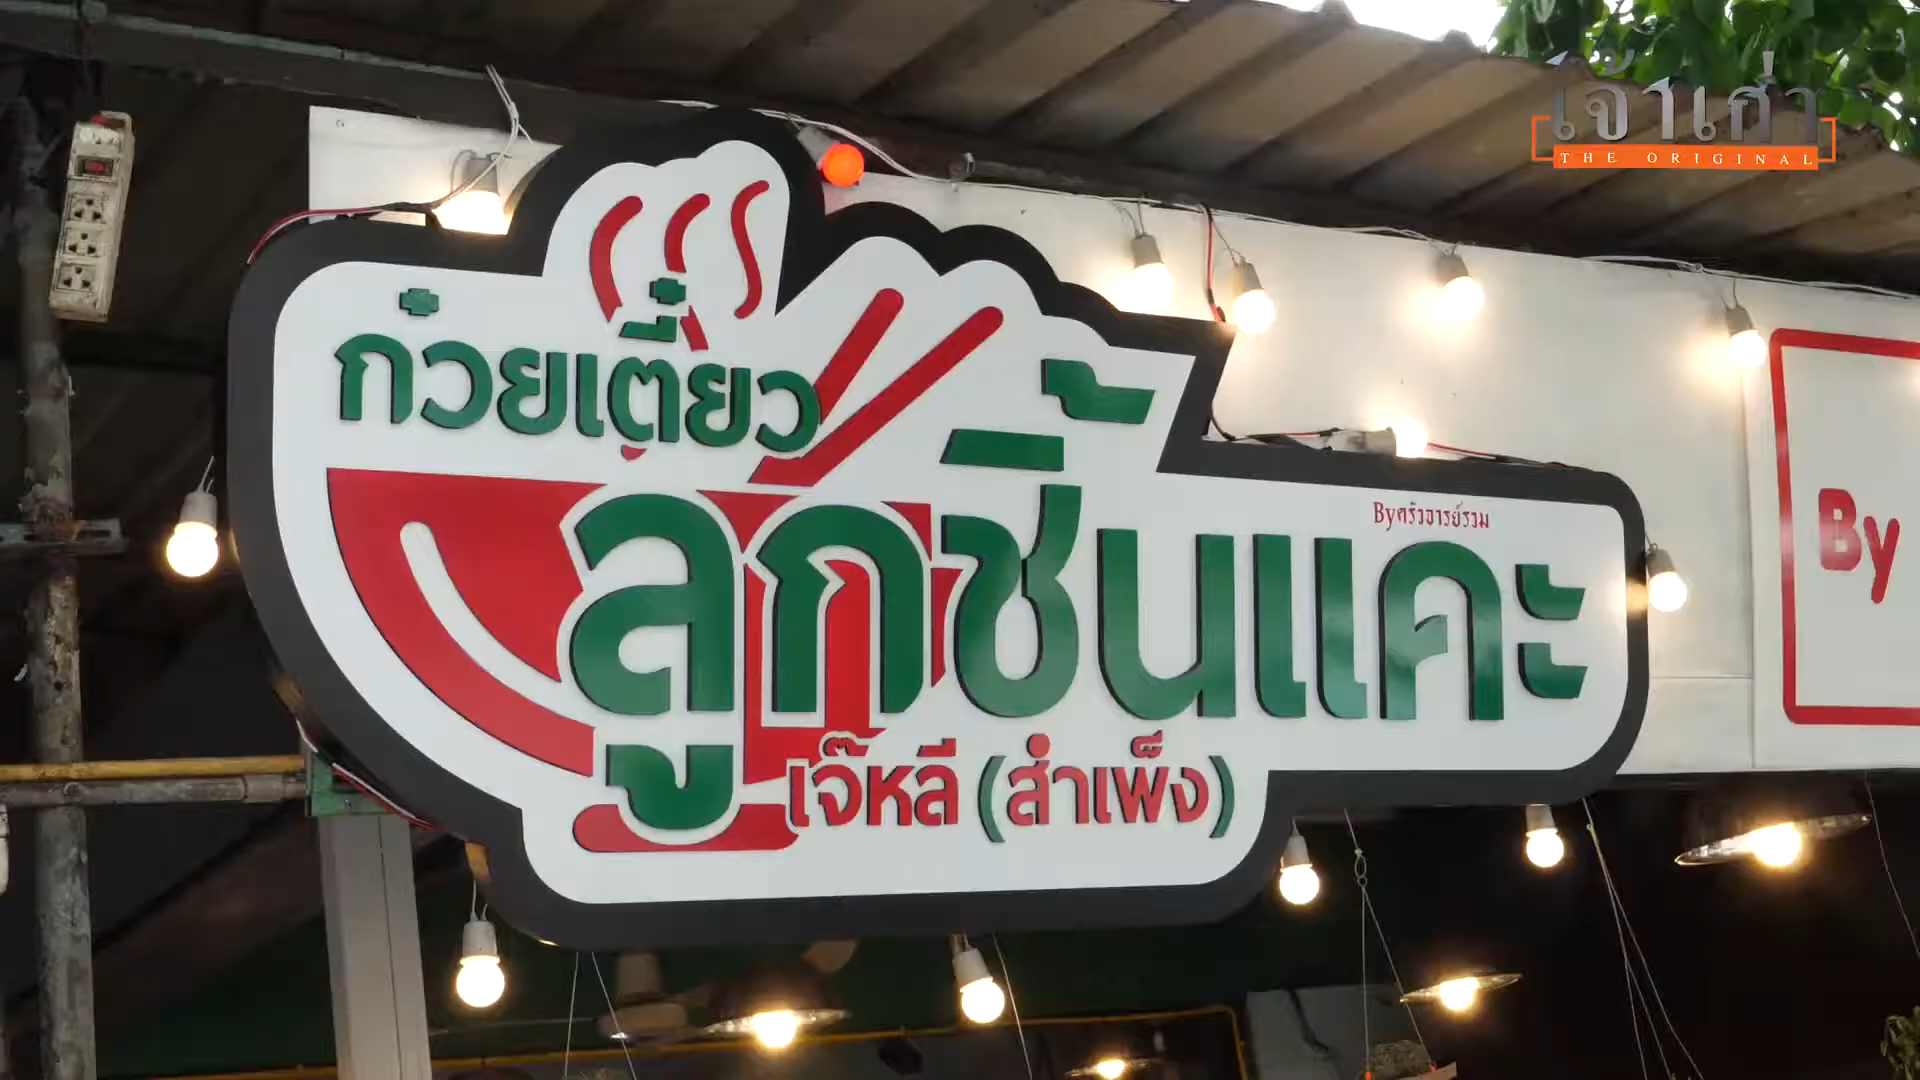 เจ้าเก่า
THE ORIGINAL
ก๋วยเตี๋ยว
ลูกชิ้นแคะ
Byครัวอารย์รวม
เจ๊หลี (สำเพ็ง)
By